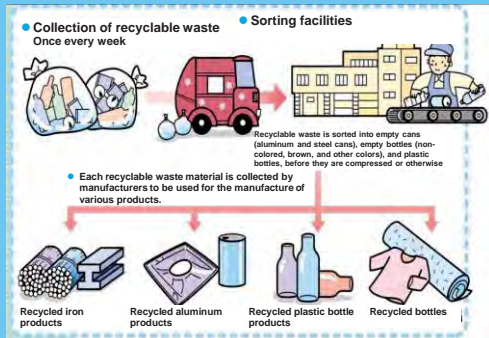 Collection of recyclable waste
Once every week
Sorting facilities
Recyclable waste is sorted into empty cans
(aluminum and steel cans), empty bottles (non-
colored, brown, and other colors), and plastic
bottles, before they are compressed or otherwise
Each recyclable waste material is collected by
manufacturers to be used for the manufacture of
various products.
Recycled iron
products
Recycled aluminum
products
Recycled plastic bottle
products
Recycled bottles